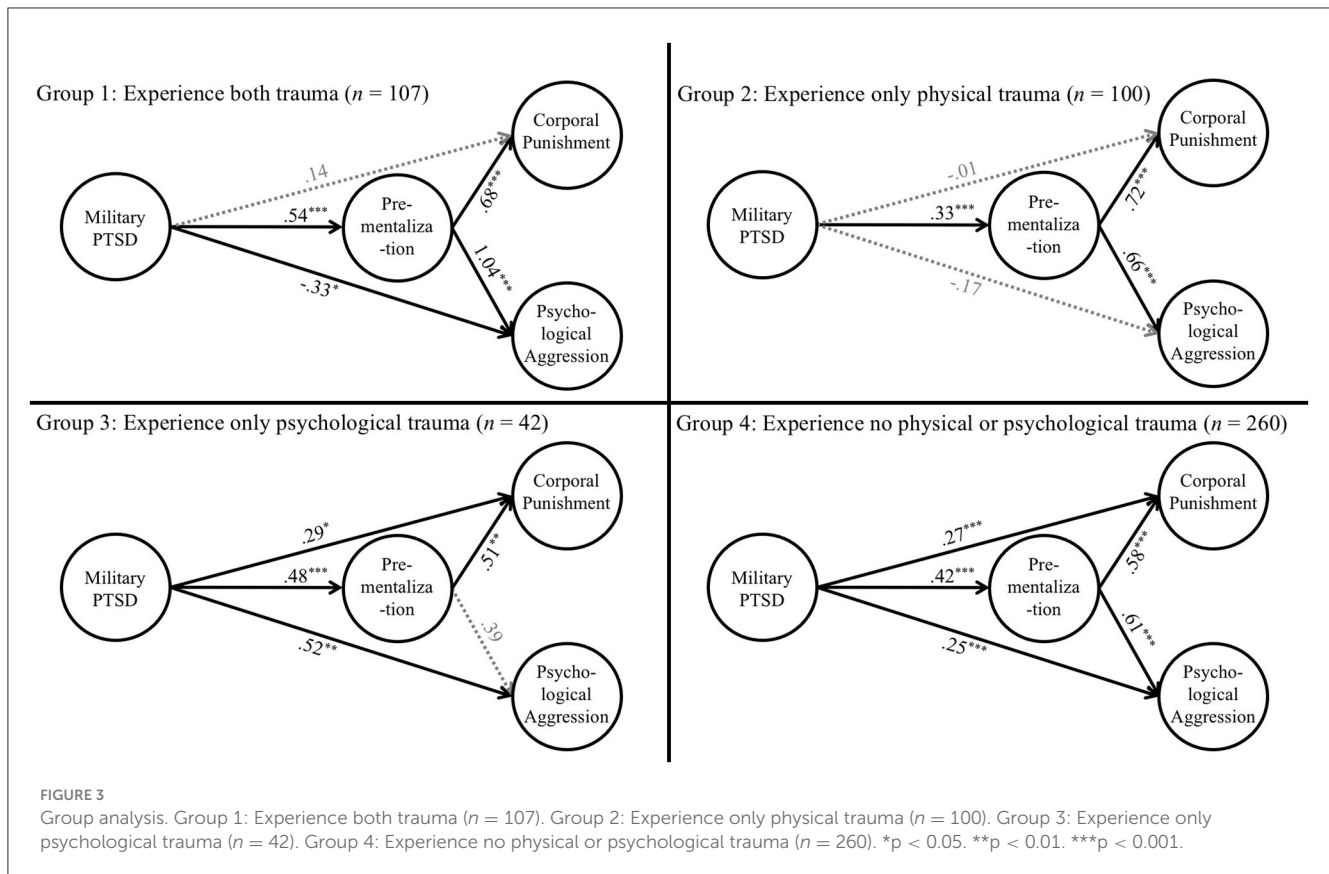 Group 1: Experience both trauma (n = 107)
Corporal
Punishment
.14
Military
PTSD
.54***
Pre-
mentaliza
-tion
.68***
1.04***
-.33*
Psycho-
logical
Aggression
Group 2: Experience only physical trauma (n = 100)
Corporal
Punishment
-.01
Military
PTSD
.33***
Pre-
mentaliza
-tion
.72***
.66***
-.17
Psycho-
logical
Aggression
Group 3: Experience only psychological trauma (n = 42)
Corporal
Punishment
.29*
Military
PTSD
.48***
Pre-
mentaliza
-tion
.51**
.39
.52**
Psycho-
logical
Aggression
Group 4: Experience no physical or psychological trauma (n = 260)
Corporal
Punishment
.27***
Military
PTSD
.42***
Pre-
mentaliza
-tion
.58***
.61***
.25***
Psycho-
logical
Aggression
FIGURE 3
Group analysis. Group 1: Experience both trauma (n = 107). Group 2: Experience only physical trauma (n = 100). Group 3: Experience only
psychological trauma (n = 42). Group 4: Experience no physical or psychological trauma (n = 260). *p < 0.05. **p < 0.01. ***p < 0.001.